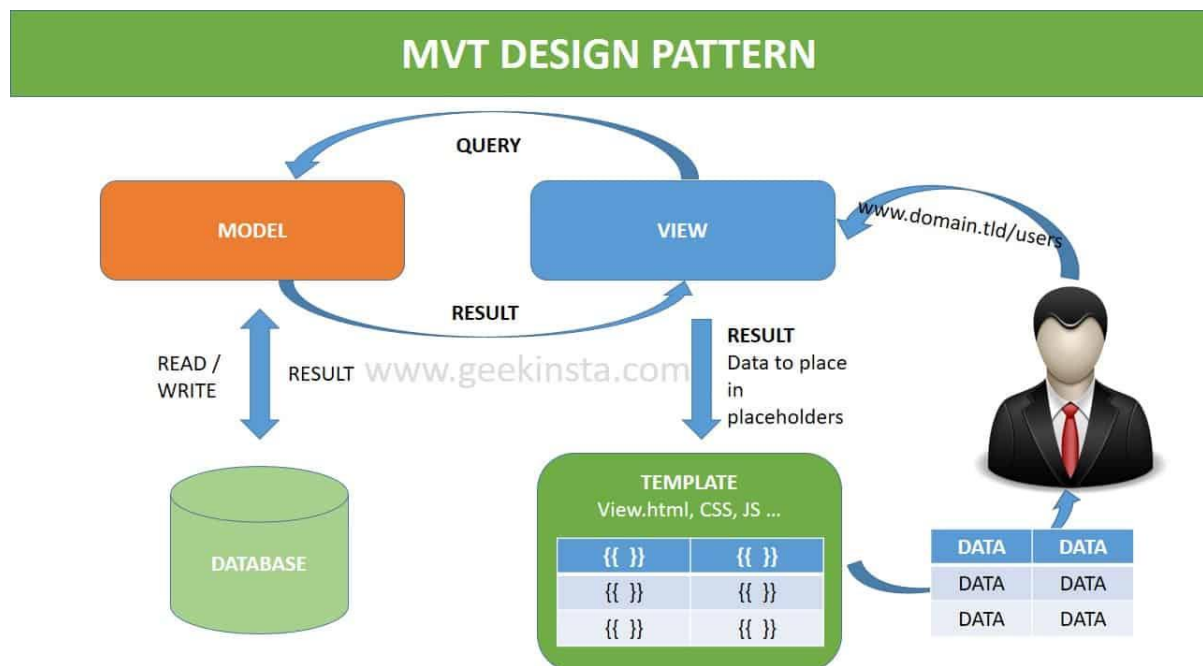 MVT DESIGN PATTERN
QUERY
MODEL
VIEW
www.domain.tld/users
RESULT
READ /
WRITE
RESULT
www.geekinsta.com
RESULT
Data to place
in
placeholders
DATABASE
TEMPLATE
View.html, CSS, JS ...
{{ }} {{ }}
{{ }} {{ }}
{{ }} {{ }}
DATA DATA
DATA DATA
DATA DATA